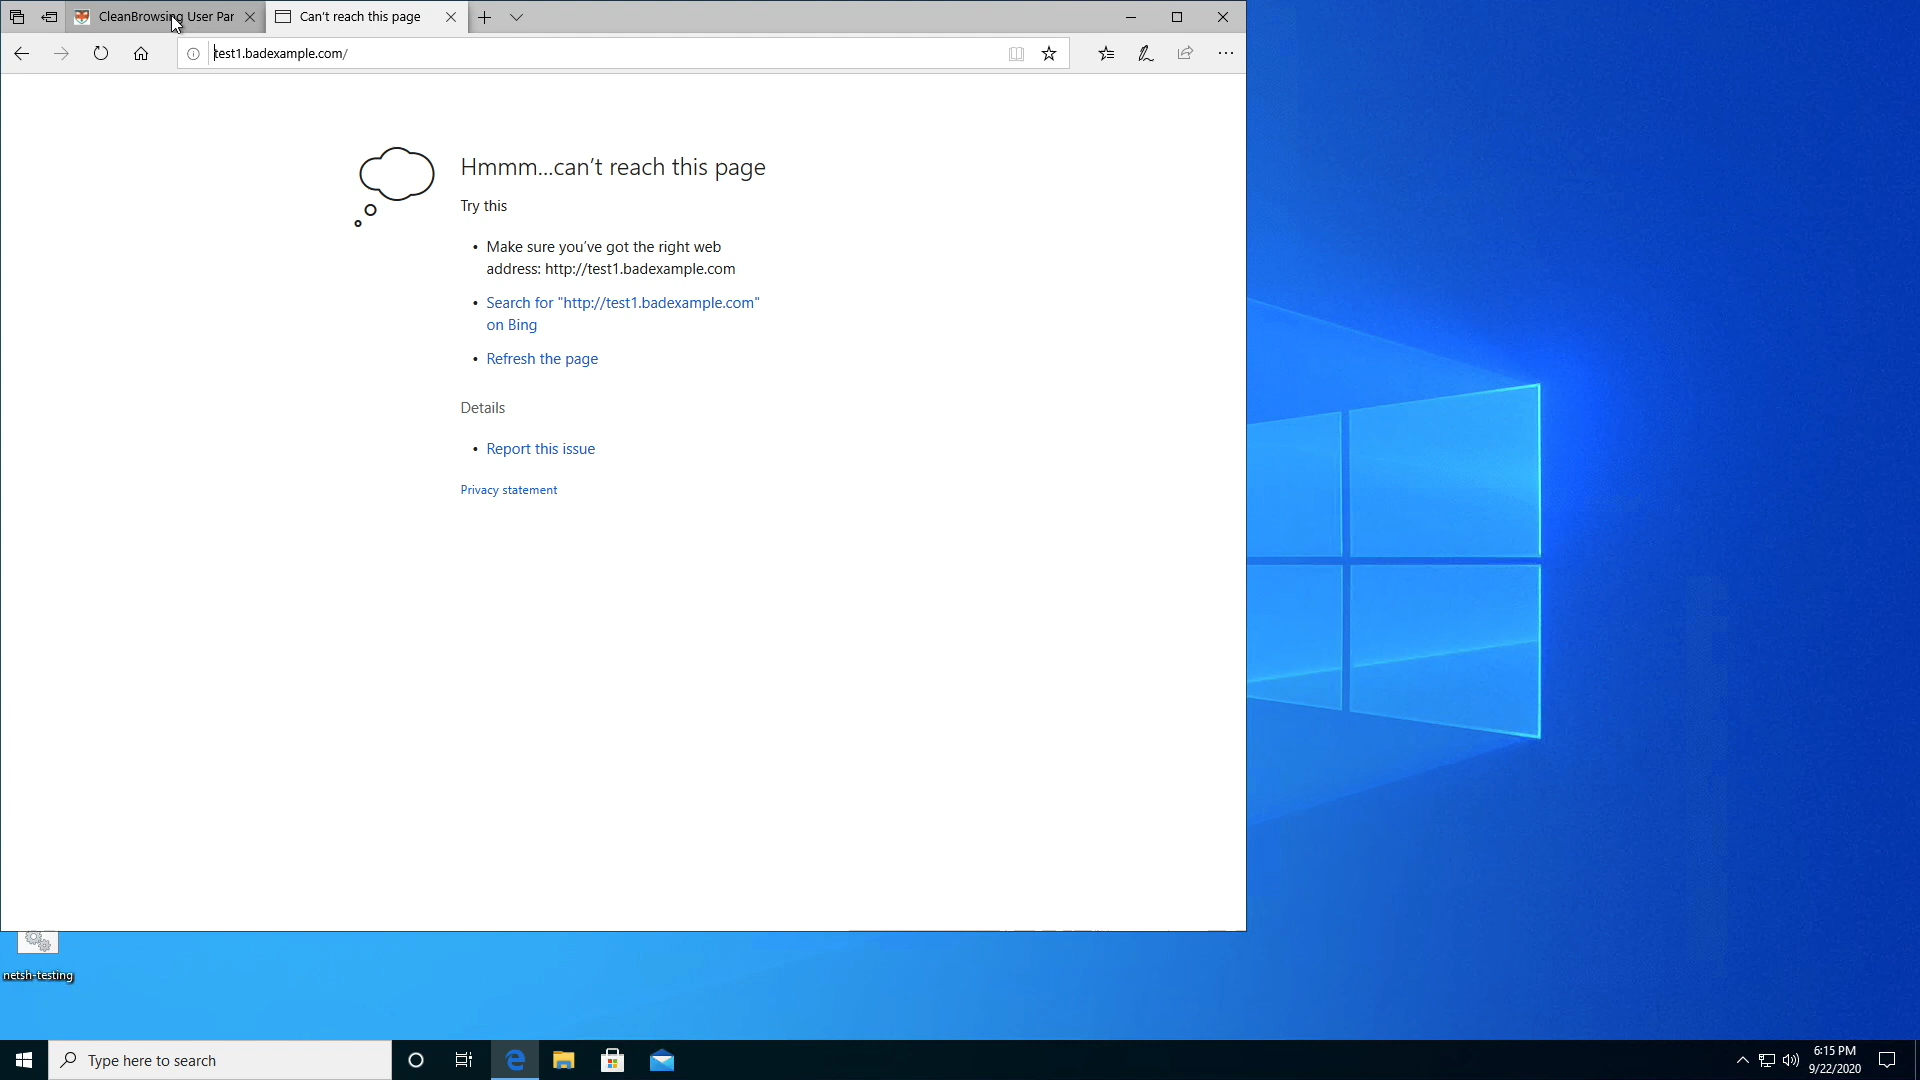 CleanBrowsing User Par
Can't reach this page
test1.badexample.com/
Hmmm...can't reach this page
Try this
• Make sure you've got the right web
address: http://test1.badexample.com
• Search for "http://test1.badexample.com"
on Bing
• Refresh the page
Details
• Report this issue
Privacy statement
netsh-testing
Type here to search
6:15 PM
9/22/2020